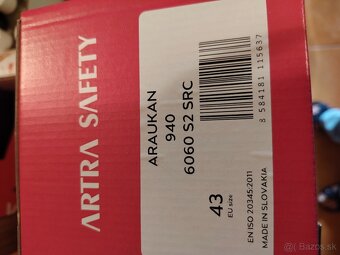 ARTRA SAFETY
ARAUKAN
940
6060 S2 SRC
43
EU size
EN ISO 20345:2011
MADE IN SLOVAKIA
8 584181 115637
Bazos.sk